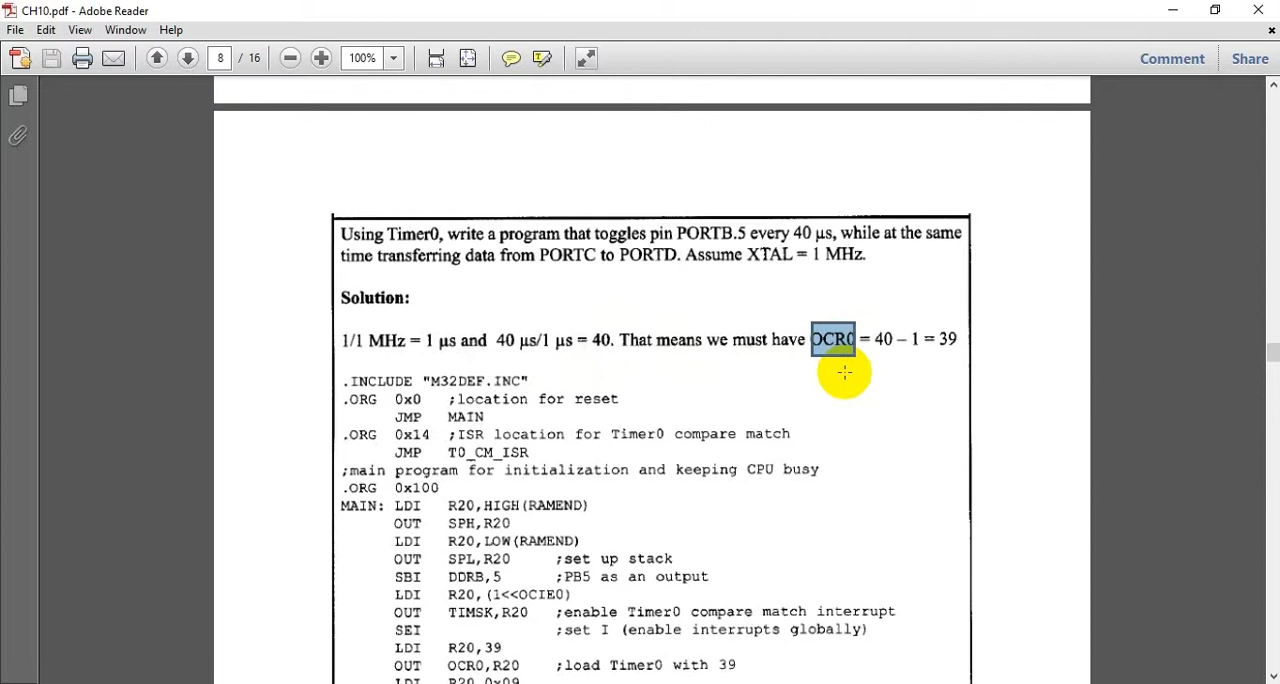 CH10.pdf - Adobe Reader
File Edit View Window Help
8 / 16 100% Comment Share
Using Timer0, write a program that toggles pin PORTB.5 every 40 µs, while at the same
time transferring data from PORTC to PORTD. Assume XTAL = 1 MHz.
Solution:
1/1 MHz = 1 µs and 40 µs/1 µs = 40. That means we must have OCR0 = 40 – 1 = 39
.INCLUDE "M32DEF.INC"
.ORG 0x0 ;location for reset
JMP MAIN
.ORG 0x14 ;ISR location for Timer0 compare match
JMP T0_CM_ISR
;main program for initialization and keeping CPU busy
.ORG 0x100
MAIN: LDI R20,HIGH(RAMEND)
OUT SPH,R20
LDI R20,LOW(RAMEND)
OUT SPL,R20 ;set up stack
SBI DDRB,5 ;PB5 as an output
LDI R20,(1<<OCIE0)
OUT TIMSK,R20 ;enable Timer0 compare match interrupt
SEI ;set I (enable interrupts globally)
LDI R20,39
OUT OCR0,R20 ;load Timer0 with 39
LDI R20,0x09